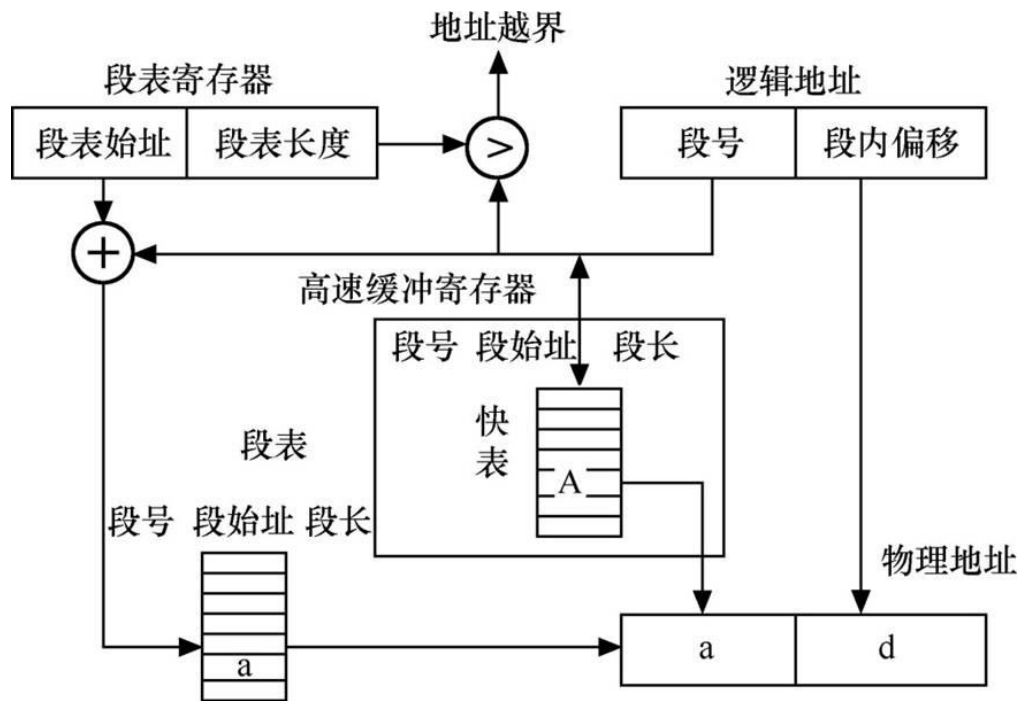 地址越界
段表寄存器
逻辑地址
段表始址 段表长度
>
段号 段内偏移
+
高速缓冲寄存器
段号 段始址 段长
快表
A
段表
段号 段始址 段长
a
物理地址
a d